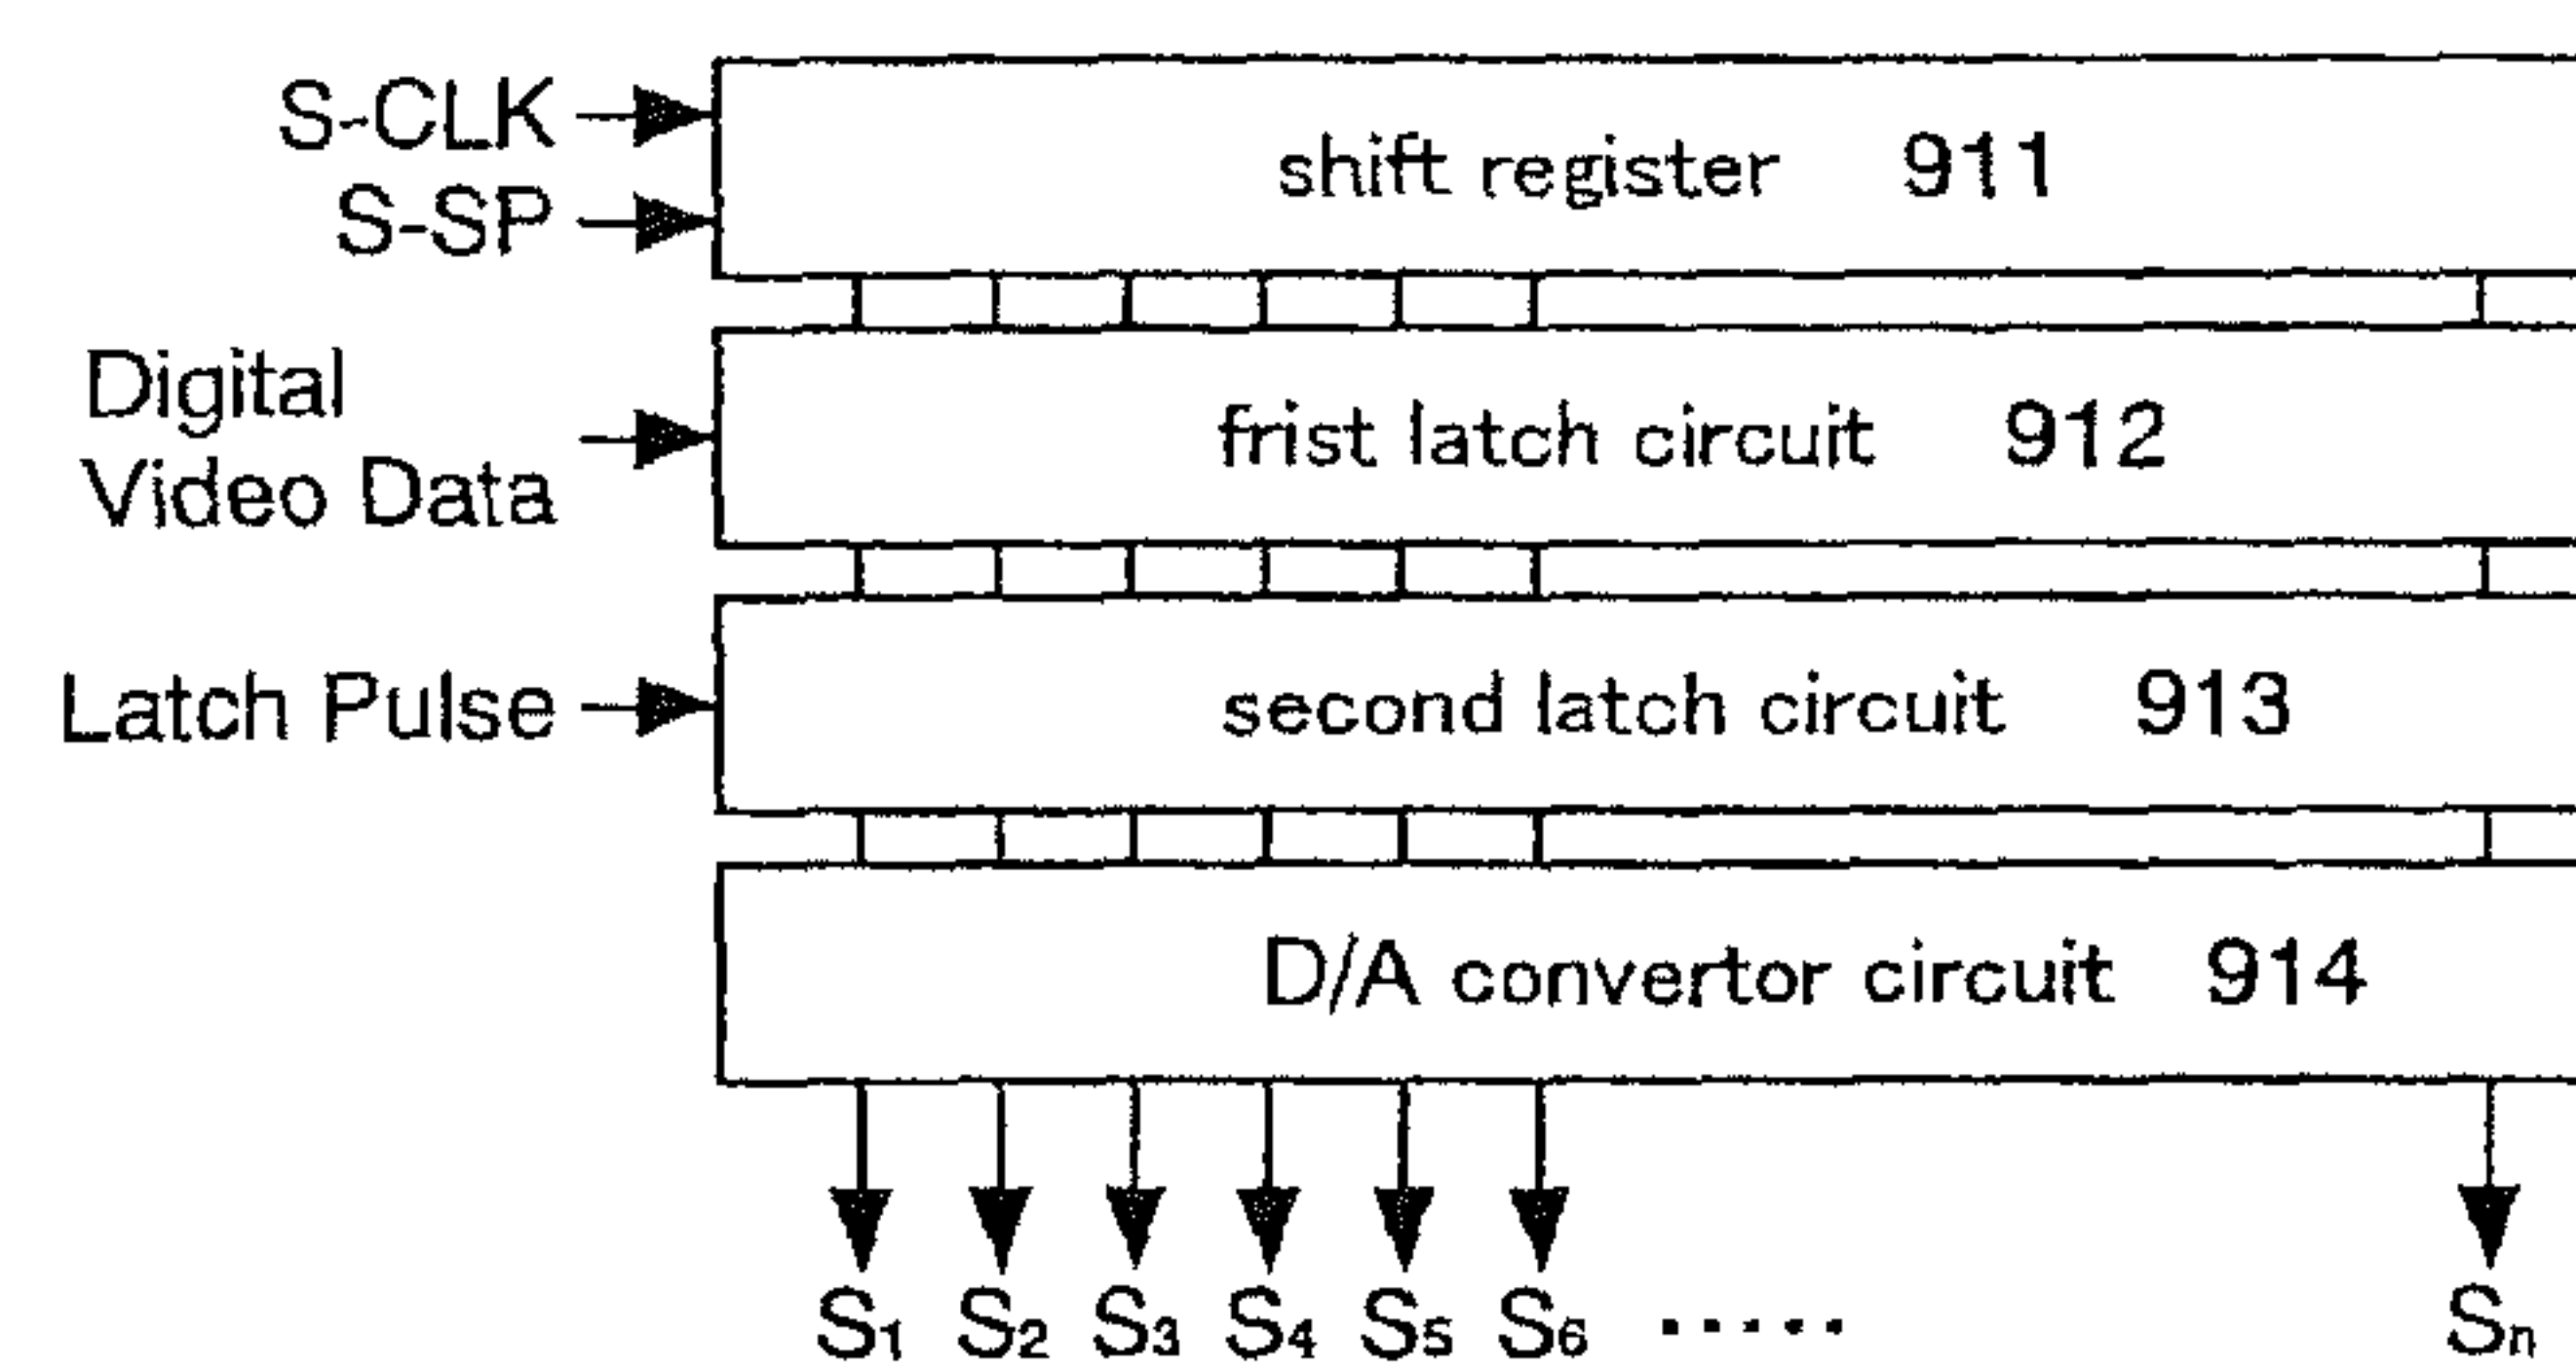 S-CLK
S-SP
shift register 911
Digital
Video Data
frist latch circuit 912
Latch Pulse
second latch circuit 913
D/A convertor circuit 914
S1 S2 S3 S4 S5 S6 ..... Sn